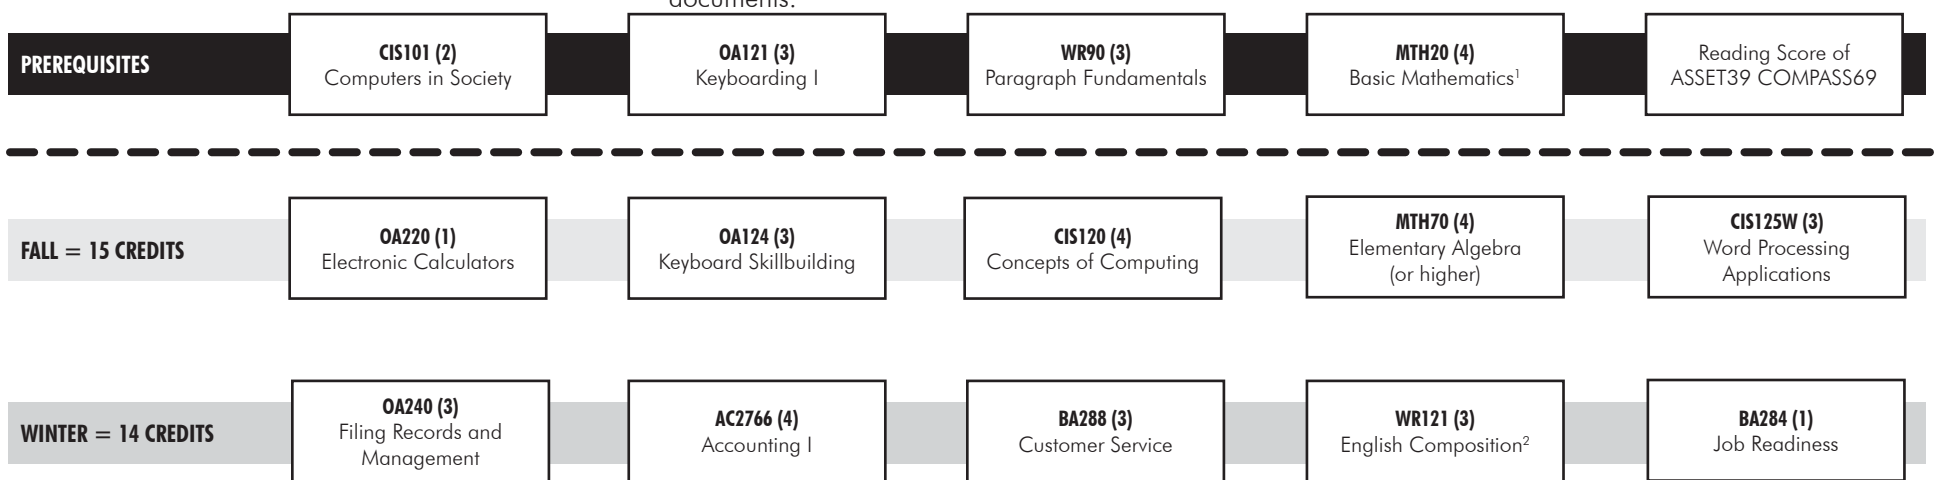 documents.
PREREQUISITES
CIS101 (2)
Computers in Society
OA121 (3)
Keyboarding I
WR90 (3)
Paragraph Fundamentals
MTH20 (4)
Basic Mathematics¹
Reading Score of
ASSET39 COMPASS69
FALL = 15 CREDITS
OA220 (1)
Electronic Calculators
OA124 (3)
Keyboard Skillbuilding
CIS120 (4)
Concepts of Computing
MTH70 (4)
Elementary Algebra
(or higher)
CIS125W (3)
Word Processing
Applications
WINTER = 14 CREDITS
OA240 (3)
Filing Records and
Management
AC2766 (4)
Accounting I
BA288 (3)
Customer Service
WR121 (3)
English Composition²
BA284 (1)
Job Readiness